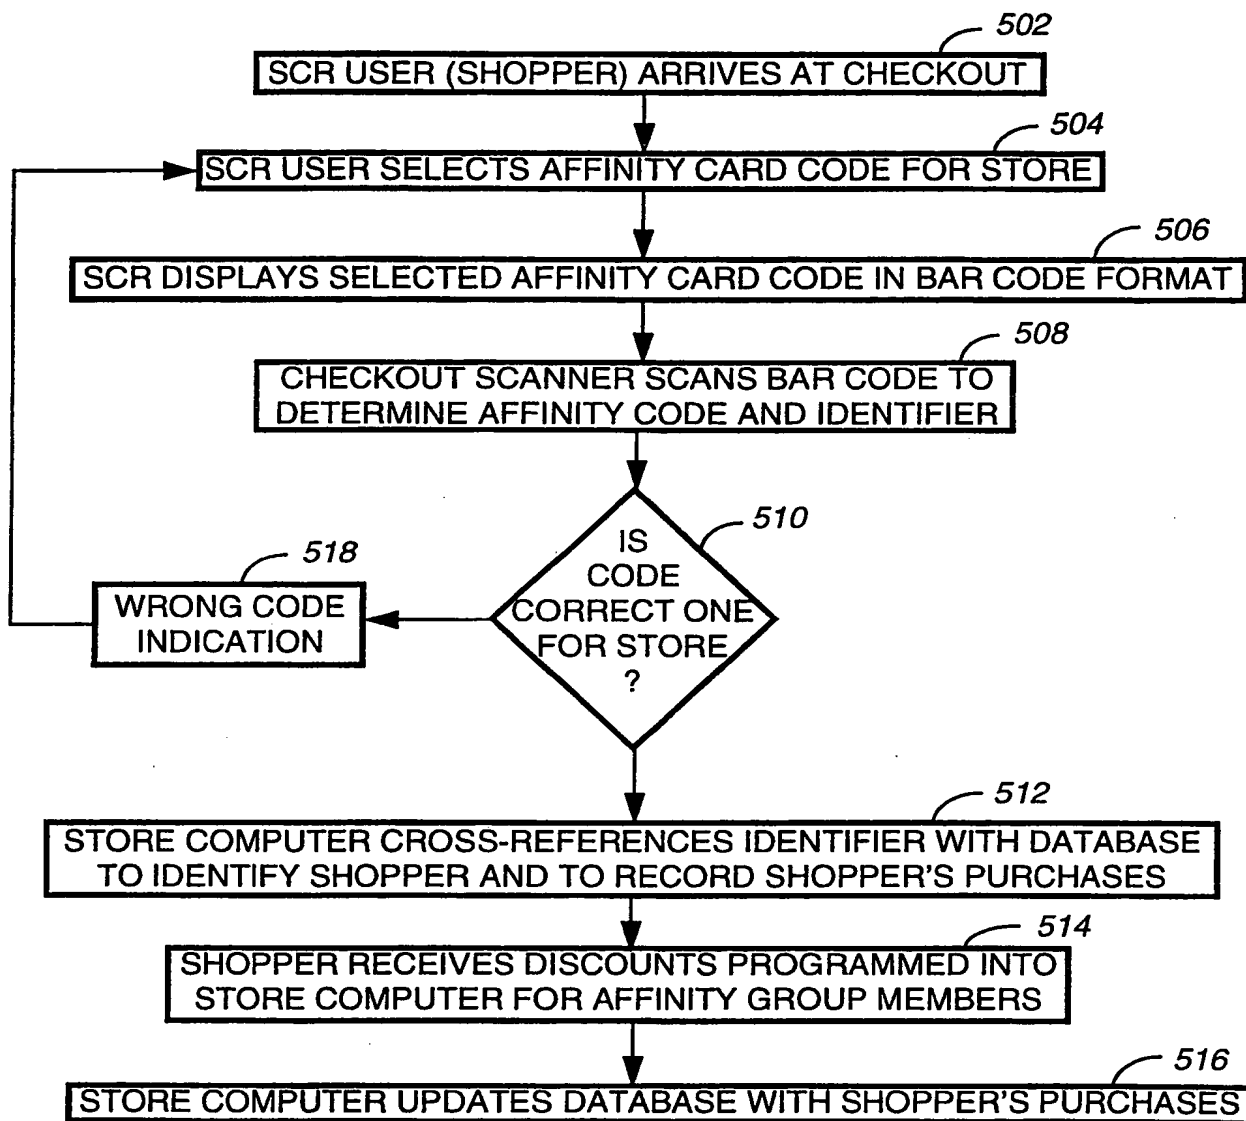 502
SCR USER (SHOPPER) ARRIVES AT CHECKOUT
504
SCR USER SELECTS AFFINITY CARD CODE FOR STORE
506
SCR DISPLAYS SELECTED AFFINITY CARD CODE IN BAR CODE FORMAT
508
CHECKOUT SCANNER SCANS BAR CODE TO
DETERMINE AFFINITY CODE AND IDENTIFIER
510
IS
CODE
CORRECT ONE
FOR STORE
?
518
WRONG CODE
INDICATION
512
STORE COMPUTER CROSS-REFERENCES IDENTIFIER WITH DATABASE
TO IDENTIFY SHOPPER AND TO RECORD SHOPPER'S PURCHASES
514
SHOPPER RECEIVES DISCOUNTS PROGRAMMED INTO
STORE COMPUTER FOR AFFINITY GROUP MEMBERS
516
STORE COMPUTER UPDATES DATABASE WITH SHOPPER'S PURCHASES